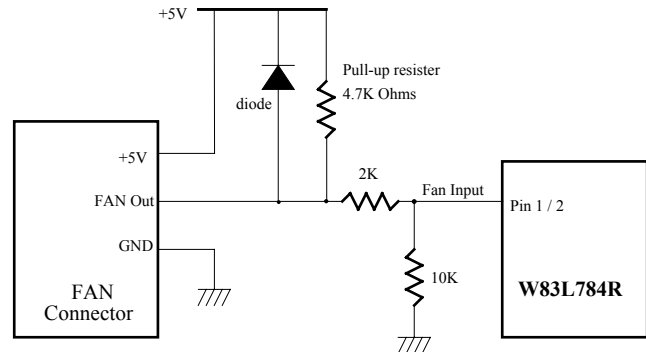 +5V
Pull-up resister
4.7K Ohms
diode
+5V
2K
Fan Input
FAN Out
Pin 1 / 2
GND
10K
W83L784R
FAN
Connector